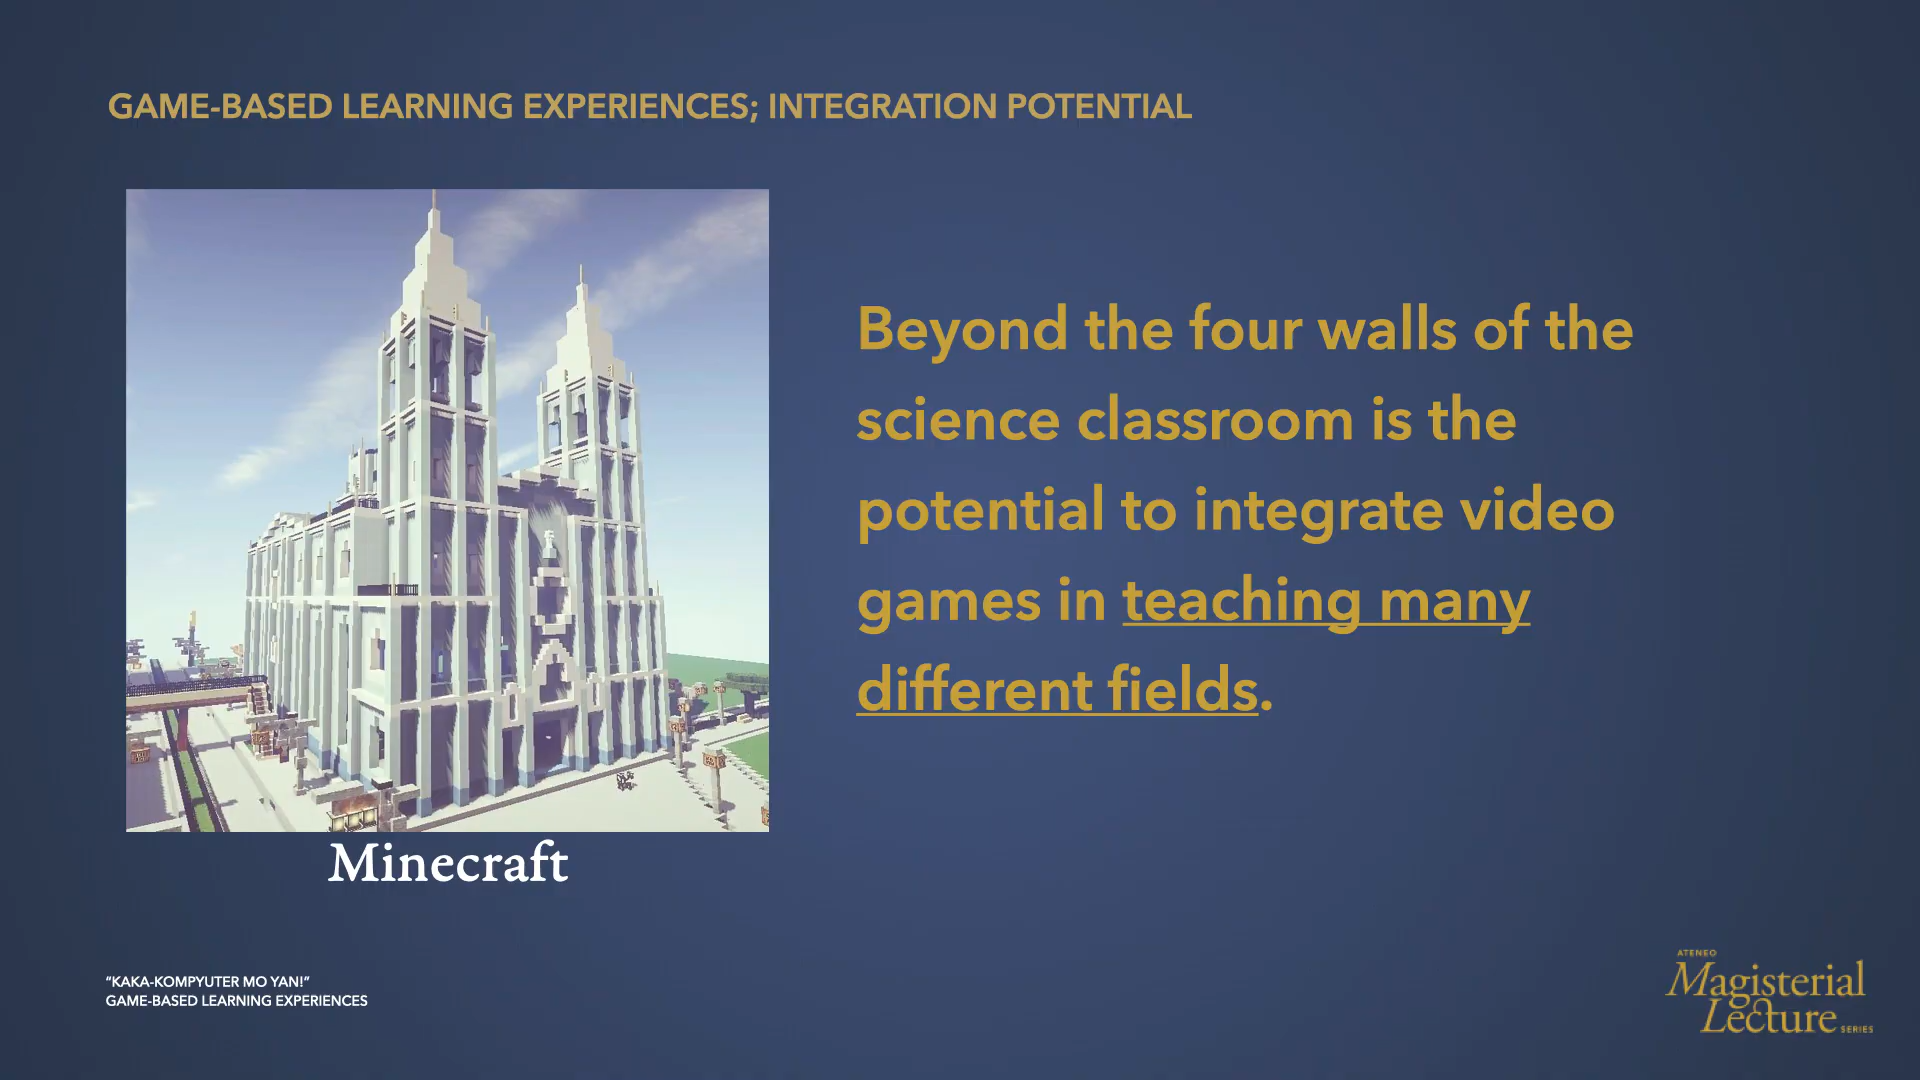 GAME-BASED LEARNING EXPERIENCES; INTEGRATION POTENTIAL
Beyond the four walls of the
science classroom is the
potential to integrate video
games in teaching many
different fields.
Minecraft
“KAKA-KOMPYUTER MO YAN!”
GAME-BASED LEARNING EXPERIENCES
ATENEO
Magisterial
Lecture SERIES